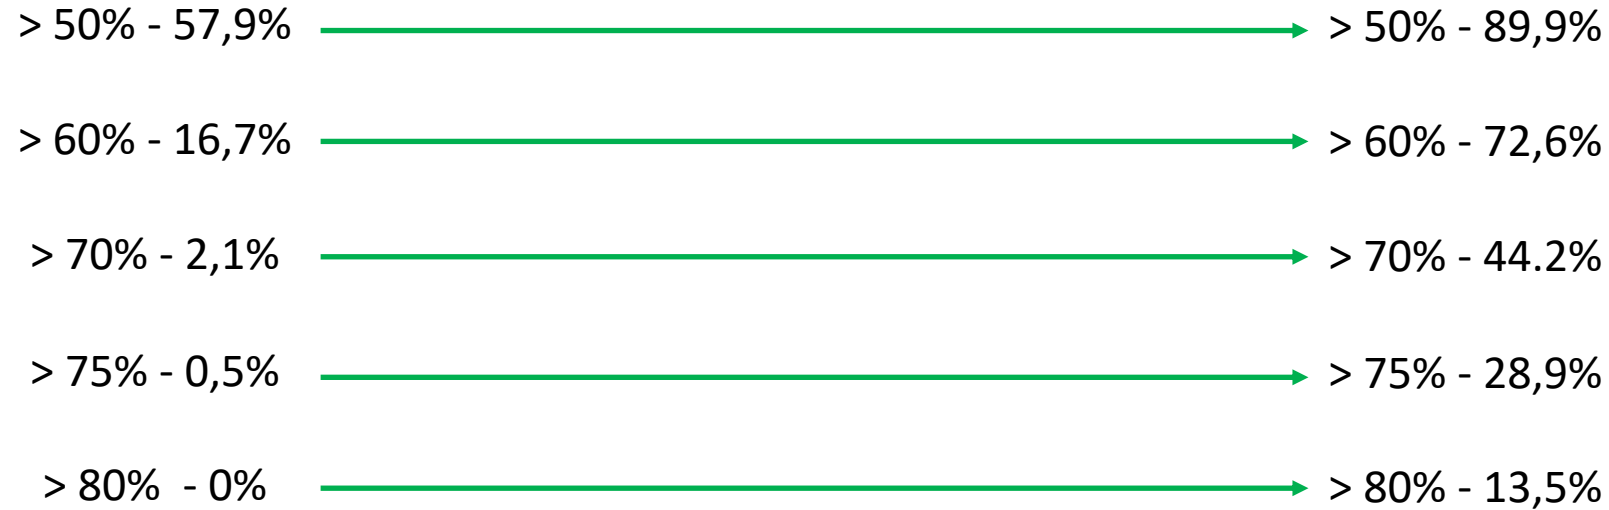 > 50% - 57,9% > 50% - 89,9%
> 60% - 16,7% > 60% - 72,6%
> 70% - 2,1% > 70% - 44.2%
> 75% - 0,5% > 75% - 28,9%
> 80% - 0% > 80% - 13,5%